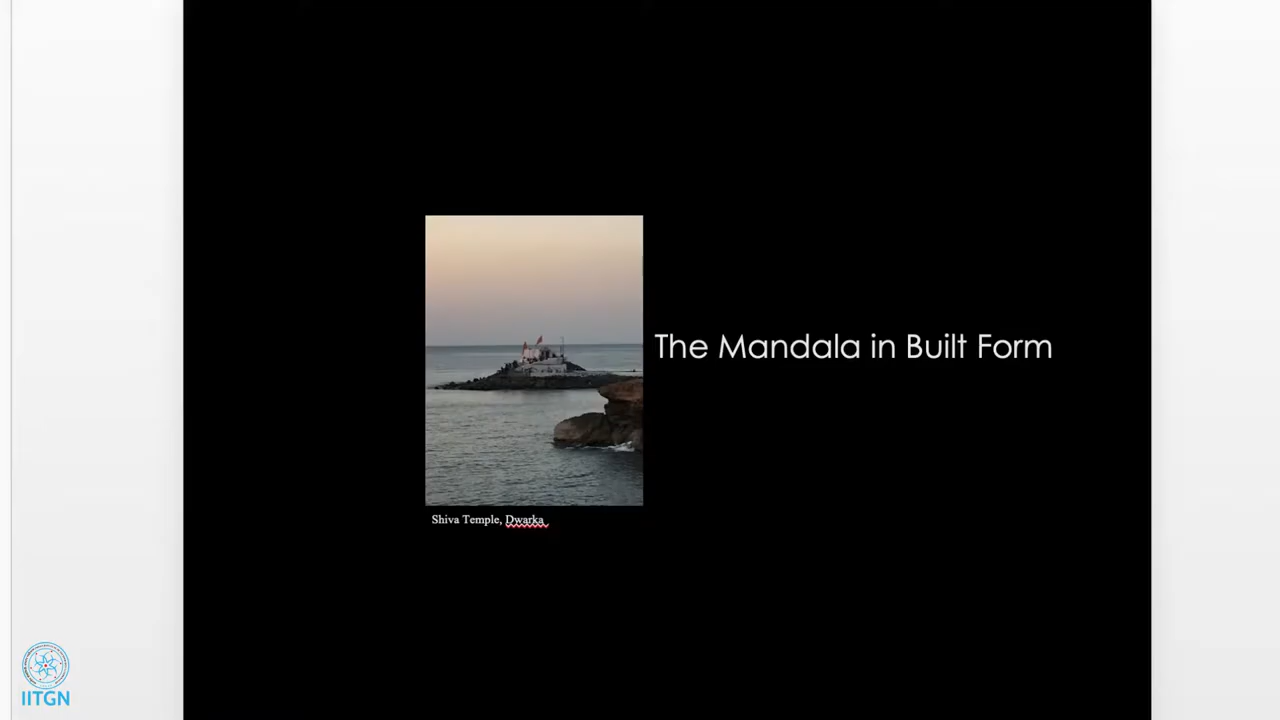 The Mandala in Built Form
Shiva Temple, Dwarka
IITGN